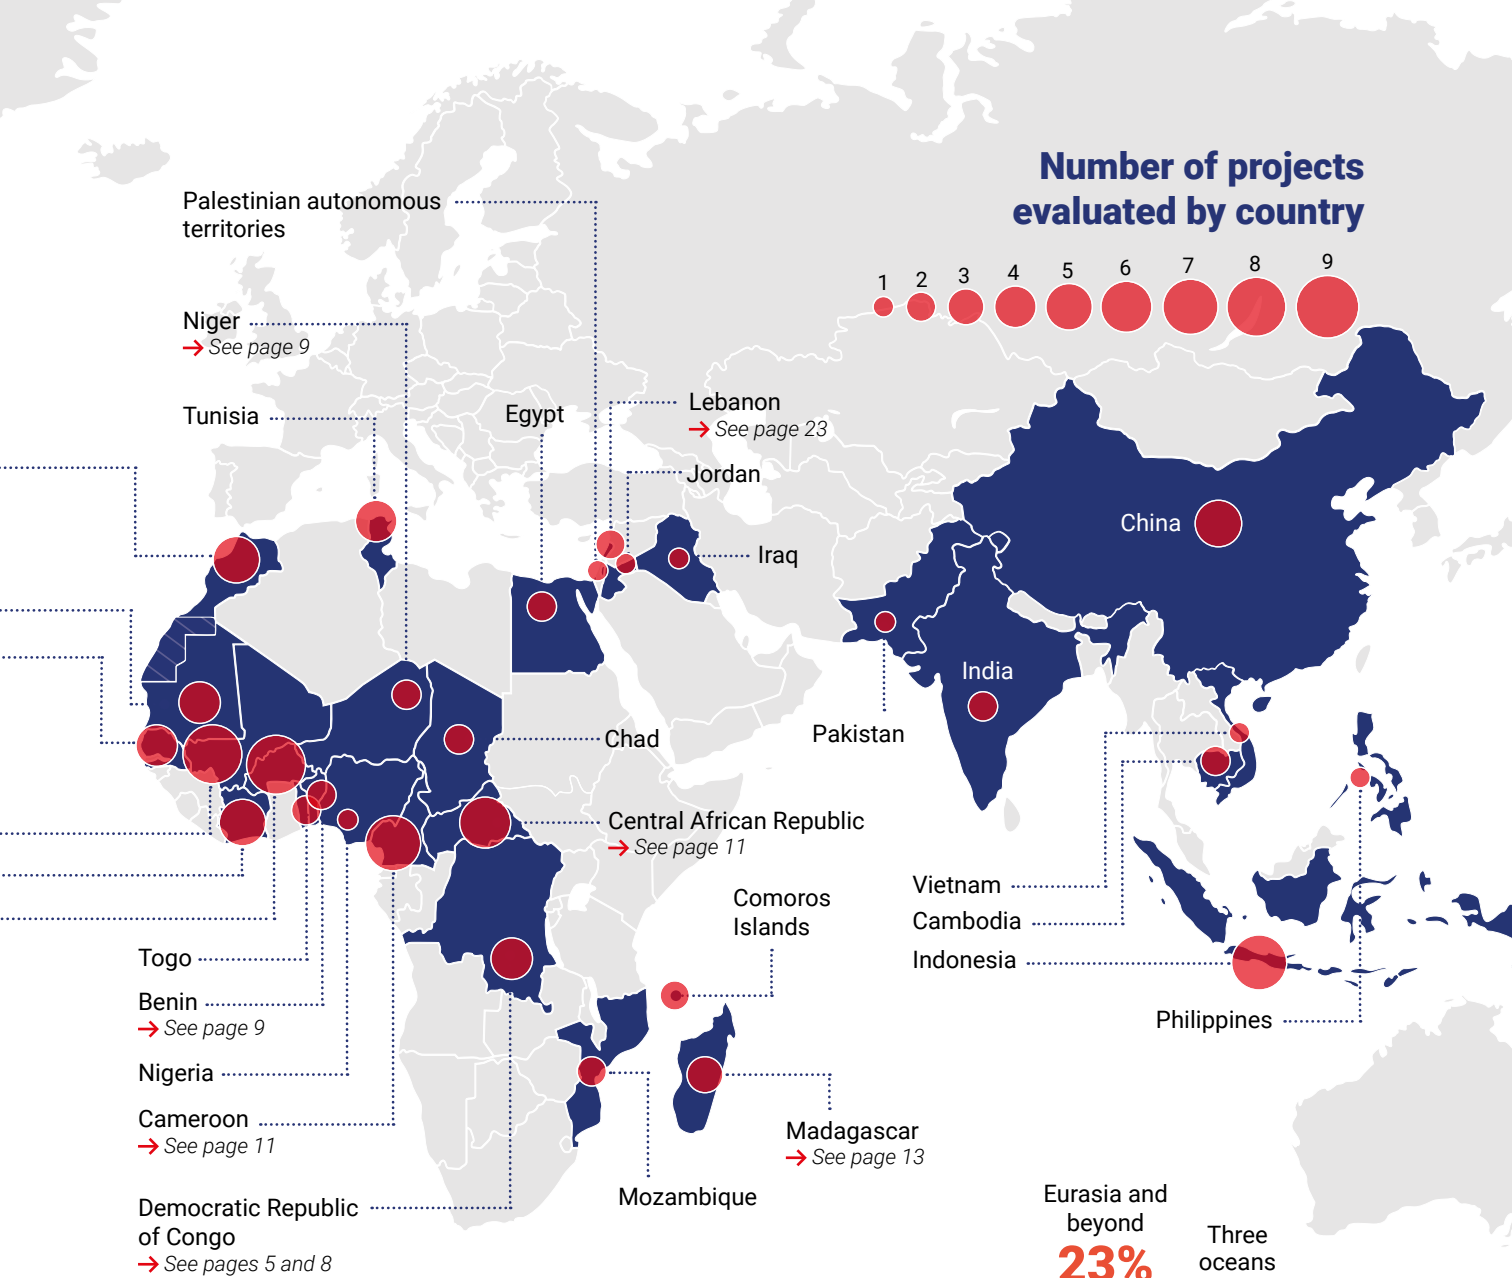 Number of projects
evaluated by country
1 2 3 4 5 6 7 8 9
Palestinian autonomous
territories
Niger
→ See page 9
Tunisia
Egypt
Lebanon
→ See page 23
Jordan
Iraq
China
India
Pakistan
Chad
Central African Republic
→ See page 11
Comoros
Islands
Vietnam
Cambodia
Indonesia
Philippines
Togo
Benin
→ See page 9
Nigeria
Cameroon
→ See page 11
Democratic Republic
of Congo
→ See pages 5 and 8
Madagascar
→ See page 13
Mozambique
Eurasia and
beyond
23%
Three
oceans